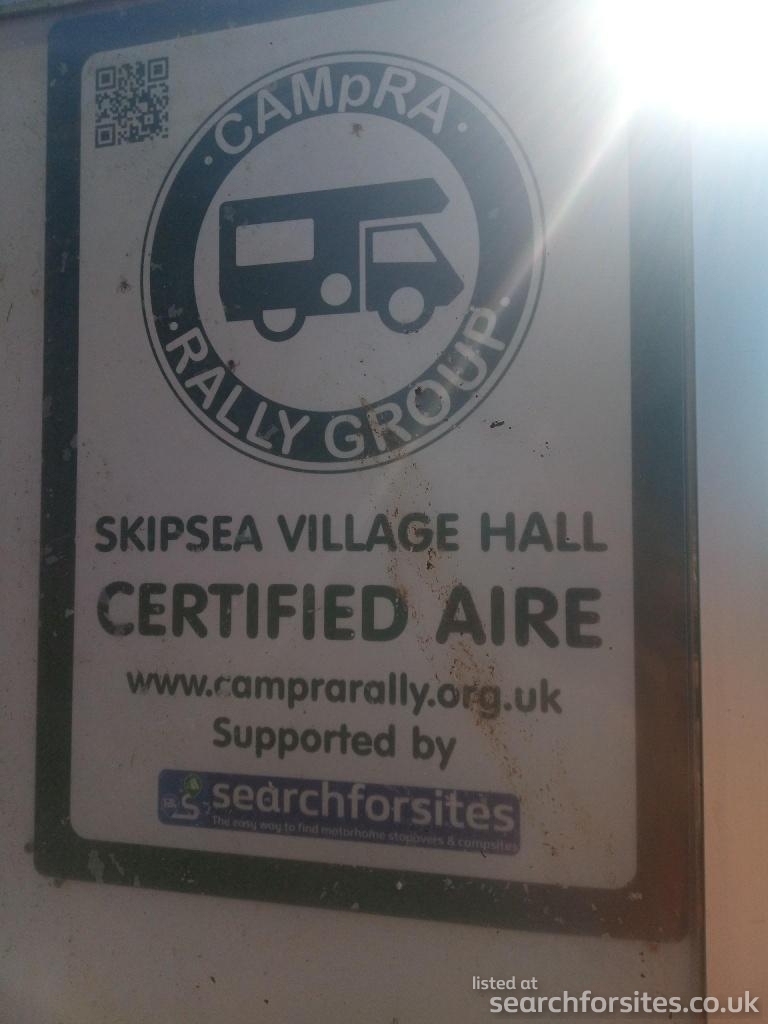 CAMpRA
RALLY GROUP
SKIPSEA VILLAGE HALL
CERTIFIED AIRE
www.camprarally.org.uk
Supported by
searchforsites
The easy way to find motorhome stopovers & campsites
listed at
searchforsites.co.uk